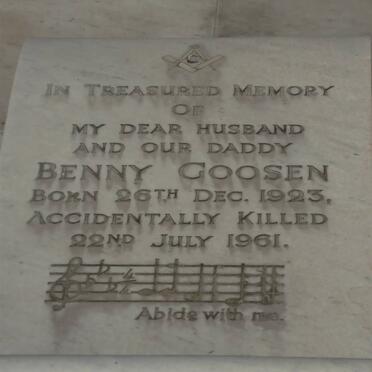 IN TREASURED MEMORY
OF
MY DEAR HUSBAND
AND OUR DADDY
BENNY GOOSEN
BORN 26TH DEC. 1923,
ACCIDENTALLY KILLED
22ND JULY 1961.
Abide with me.